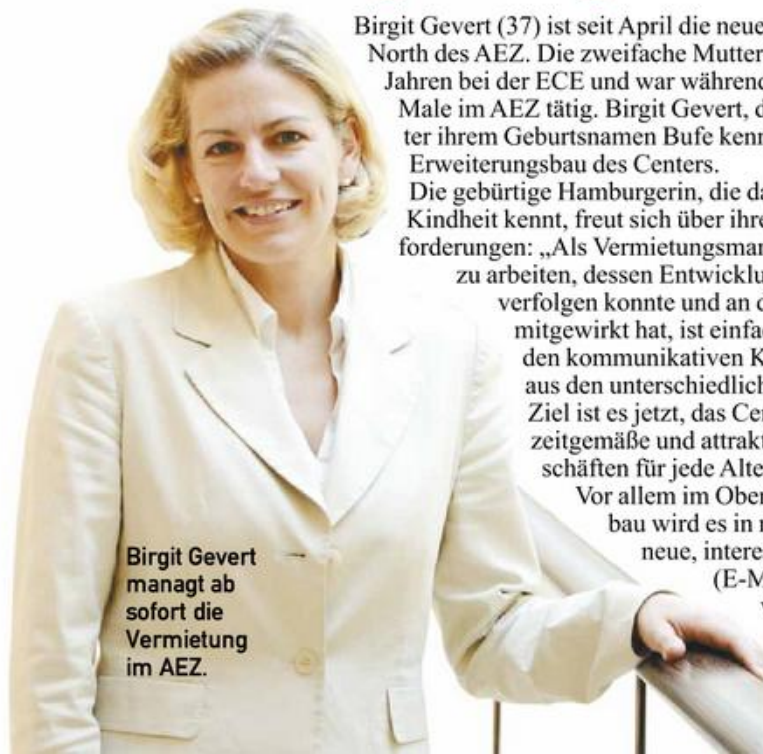 Birgit Gevert (37) ist seit April die neue
North des AEZ. Die zweifache Mutter
Jahren bei der ECE und war während
Male im AEZ tätig. Birgit Gevert, d
ter ihrem Geburtsnamen Bufe kenn
Erweiterungsbau des Centers.
Die gebürtige Hamburgerin, die da
Kindheit kennt, freut sich über ihre
forderungen: „Als Vermietungsman
zu arbeiten, dessen Entwicklu
verfolgen konnte und an d
mitgewirkt hat, ist einfac
den kommunikativen K
aus den unterschiedlich
Ziel ist es jetzt, das Cen
zeitgemäße und attrakt
schäften für jede Alte
Vor allem im Ober
bau wird es in n
neue, intere
(E-M
Birgit Gevert
managt ab
sofort die
Vermietung
im AEZ.